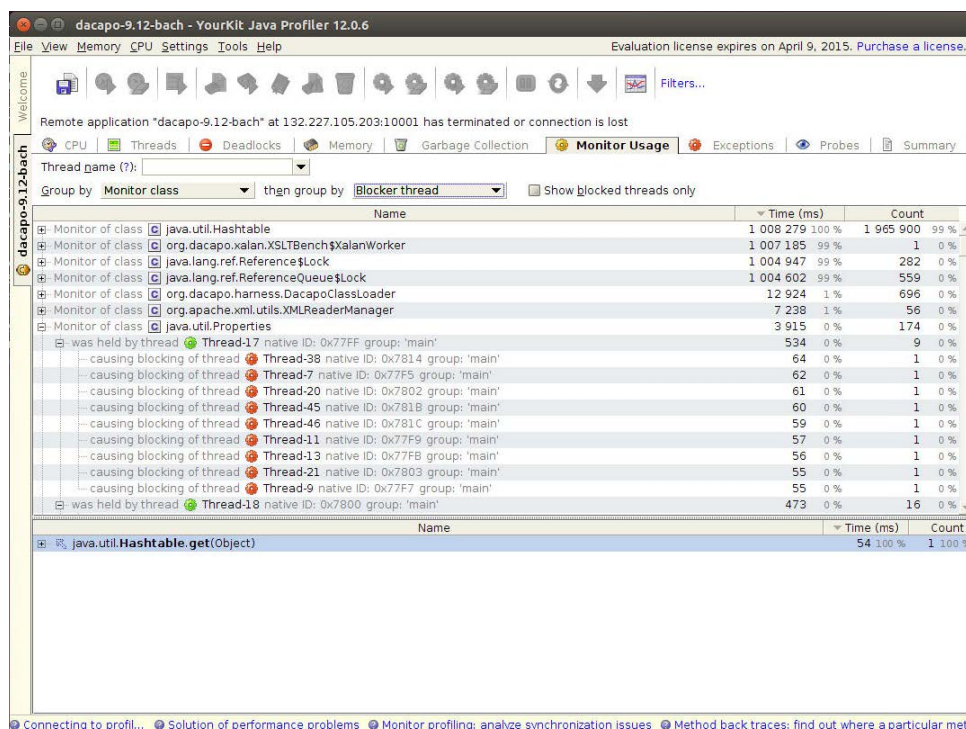 dacapo-9.12-bach - YourKit Java Profiler 12.0.6
File View Memory CPU Settings Tools Help Evaluation license expires on April 9, 2015. Purchase a license.
Welcome
dacapo-9.12-bach
Filters...
Remote application "dacapo-9.12-bach" at 132.227.105.203:10001 has terminated or connection is lost
CPU Threads Deadlocks Memory Garbage Collection Monitor Usage Exceptions Probes Summary
Thread name (?):
Group by Monitor class then group by Blocker thread Show blocked threads only
Name Time (ms) Count
Monitor of class C java.util.Hashtable 1 008 279 100 % 1 965 900 99 %
Monitor of class C org.dacapo.xalan.XSLTBench$XalanWorker 1 007 185 99 % 1 0 %
Monitor of class C java.lang.ref.Reference$Lock 1 004 947 99 % 282 0 %
Monitor of class C java.lang.ref.ReferenceQueue$Lock 1 004 602 99 % 559 0 %
Monitor of class C org.dacapo.harness.DacapoClassLoader 12 924 1 % 696 0 %
Monitor of class C org.apache.xml.utils.XMLReaderManager 7 238 1 % 56 0 %
Monitor of class C java.util.Properties 3 915 0 % 174 0 %
was held by thread Thread-17 native ID: 0x77FF group: 'main' 534 0 % 9 0 %
causing blocking of thread Thread-38 native ID: 0x7814 group: 'main' 64 0 % 1 0 %
causing blocking of thread Thread-7 native ID: 0x77F5 group: 'main' 62 0 % 1 0 %
causing blocking of thread Thread-20 native ID: 0x7802 group: 'main' 61 0 % 1 0 %
causing blocking of thread Thread-45 native ID: 0x781B group: 'main' 60 0 % 1 0 %
causing blocking of thread Thread-46 native ID: 0x781C group: 'main' 59 0 % 1 0 %
causing blocking of thread Thread-11 native ID: 0x77F9 group: 'main' 57 0 % 1 0 %
causing blocking of thread Thread-13 native ID: 0x77FB group: 'main' 56 0 % 1 0 %
causing blocking of thread Thread-21 native ID: 0x7803 group: 'main' 55 0 % 1 0 %
causing blocking of thread Thread-9 native ID: 0x77F7 group: 'main' 55 0 % 1 0 %
was held by thread Thread-18 native ID: 0x7800 group: 'main' 473 0 % 16 0 %
Name Time (ms) Count
java.util.Hashtable.get(Object) 54 100 % 1 100 %
Connecting to profil... Solution of performance problems Monitor profiling: analyze synchronization issues Method back traces: find out where a particular met